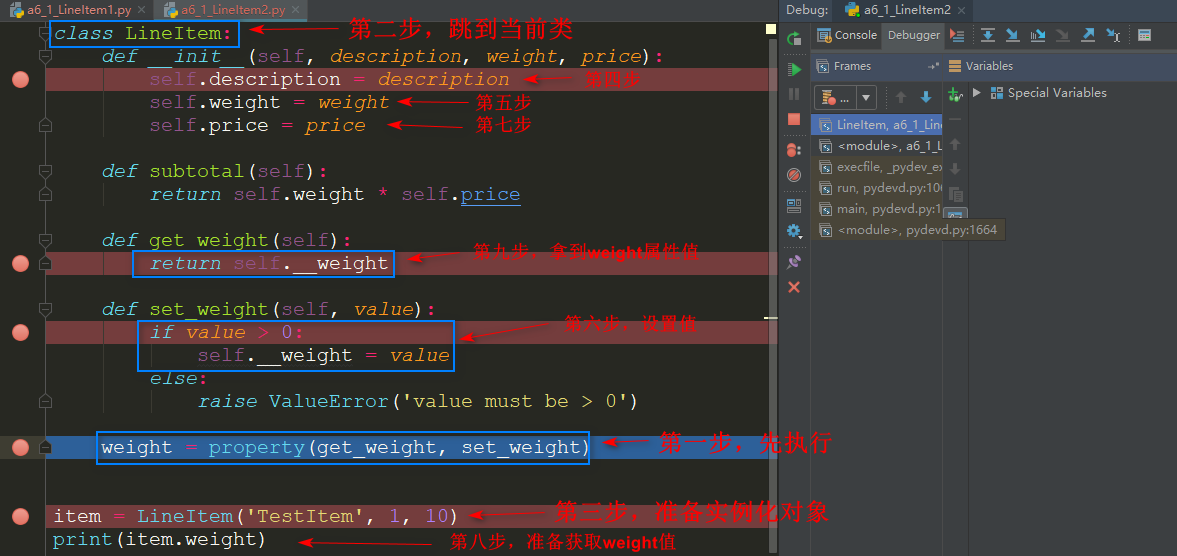 a6_1_LineItem1.py
a6_1_LineItem2.py
Debug: a6_1_LineItem2
class LineItem: 第二步，跳到当前类
def __init__(self, description, weight, price):
self.description = description 第四步
self.weight = weight 第五步
self.price = price 第七步
def subtotal(self):
return self.weight * self.price
def get_weight(self):
return self.__weight 第九步，拿到weight属性值
def set_weight(self, value):
if value > 0: 第六步，设置值
self.__weight = value
else:
raise ValueError('value must be > 0')
weight = property(get_weight, set_weight) 第一步，先执行
item = LineItem('TestItem', 1, 10) 第三步，准备实例化对象
print(item.weight) 第八步，准备获取weight值
Console
Debugger
Frames
Variables
...
Special Variables
LineItem, a6_1_Line
<module>, a6_1_L
execfile, _pydev_ex
run, pydevd.py:10
main, pydevd.py:1
<module>, pydevd.py:1664